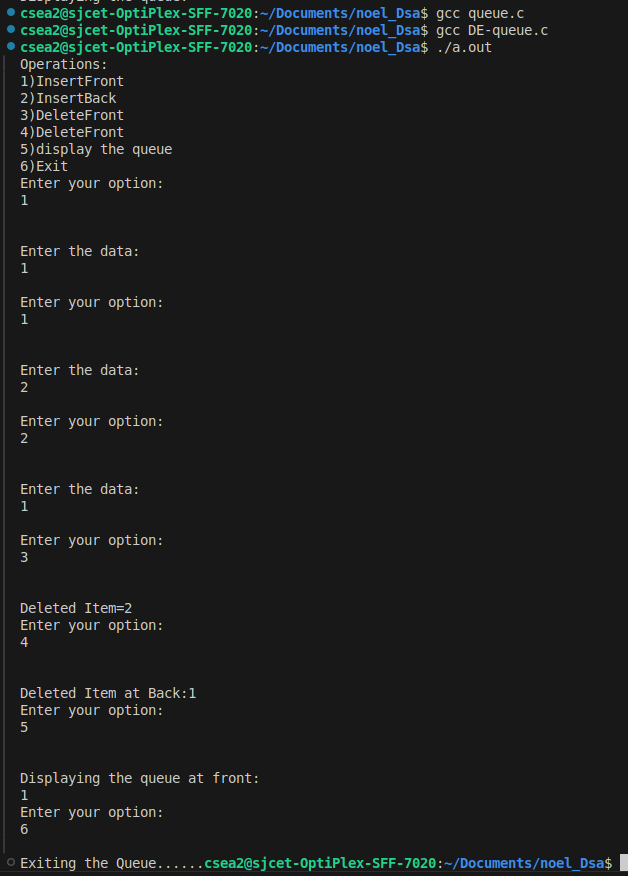 csea2@sjcet-OptiPlex-SFF-7020:~/Documents/noel_Dsa$ gcc queue.c
csea2@sjcet-OptiPlex-SFF-7020:~/Documents/noel_Dsa$ gcc DE-queue.c
csea2@sjcet-OptiPlex-SFF-7020:~/Documents/noel_Dsa$ ./a.out
Operations:
1)InsertFront
2)InsertBack
3)DeleteFront
4)DeleteFront
5)display the queue
6)Exit
Enter your option:
1
Enter the data:
1
Enter your option:
1
Enter the data:
2
Enter your option:
2
Enter the data:
1
Enter your option:
3
Deleted Item=2
Enter your option:
4
Deleted Item at Back:1
Enter your option:
5
Displaying the queue at front:
1
Enter your option:
6
Exiting the Queue......csea2@sjcet-OptiPlex-SFF-7020:~/Documents/noel_Dsa$